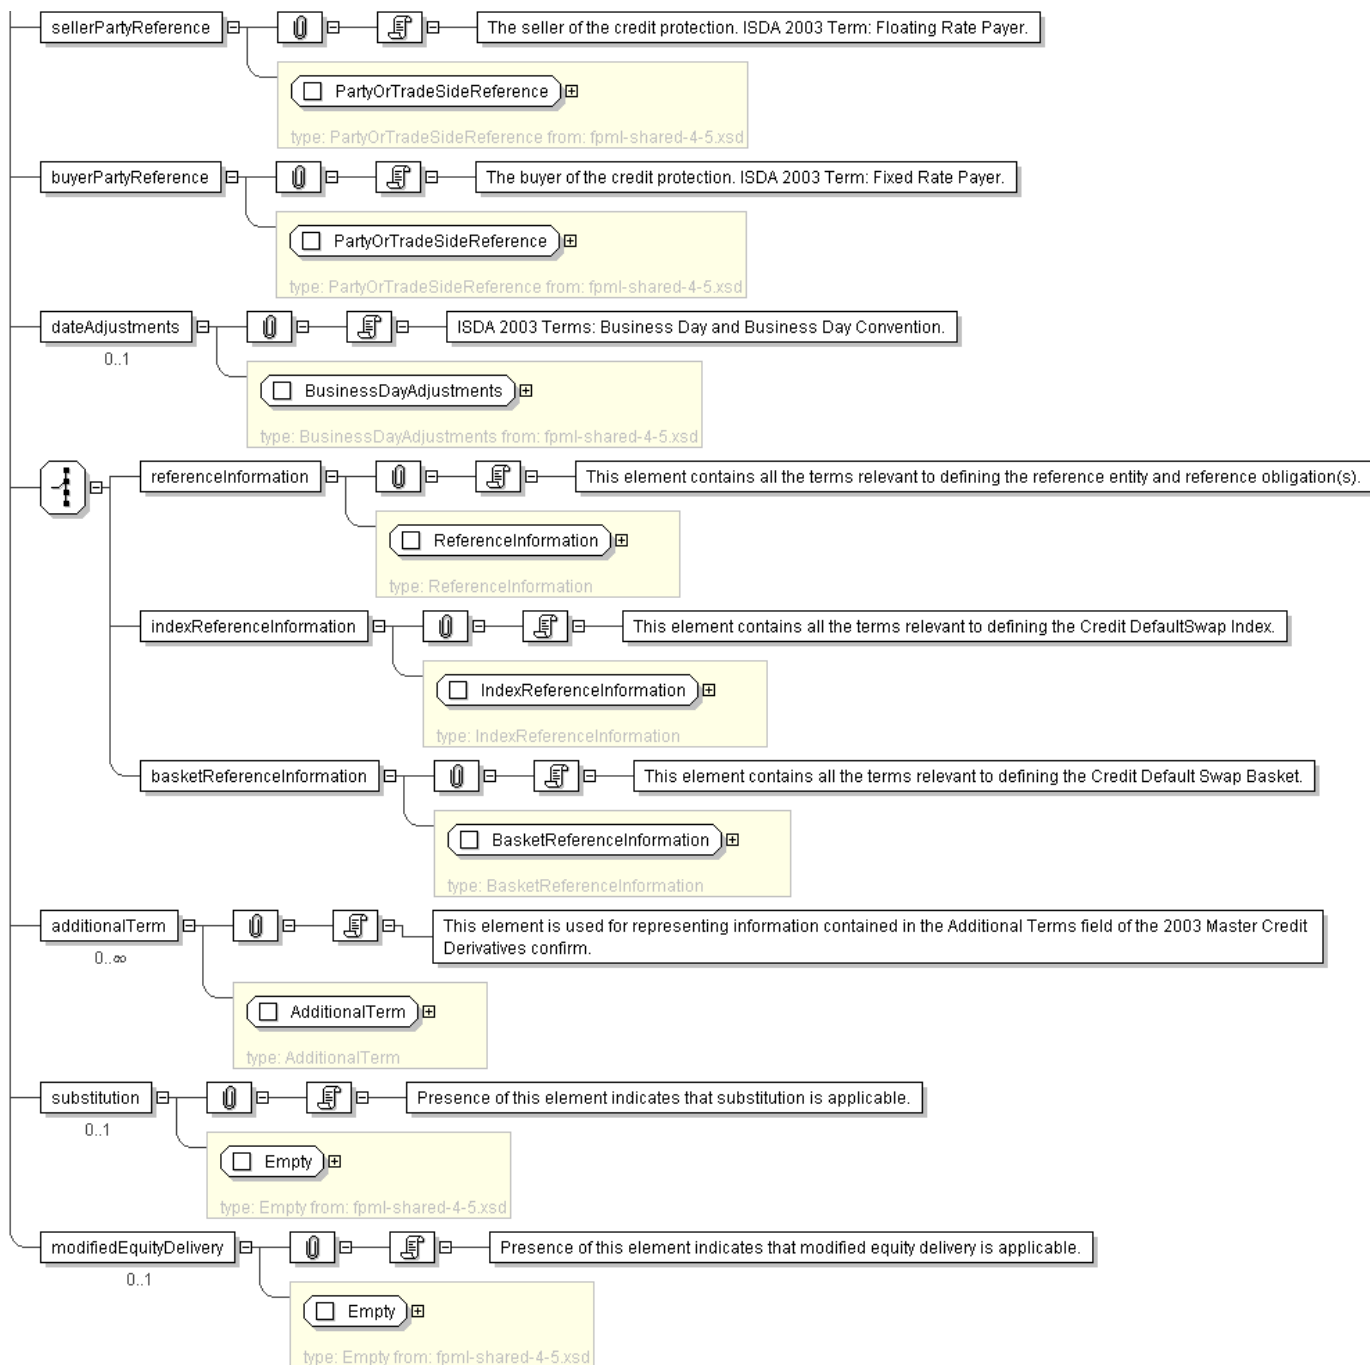 sellerPartyReference
The seller of the credit protection. ISDA 2003 Term: Floating Rate Payer.
PartyOrTradeSideReference
type: PartyOrTradeSideReference from: fpml-shared-4-5.xsd
buyerPartyReference
The buyer of the credit protection. ISDA 2003 Term: Fixed Rate Payer.
PartyOrTradeSideReference
type: PartyOrTradeSideReference from: fpml-shared-4-5.xsd
dateAdjustments
ISDA 2003 Terms: Business Day and Business Day Convention.
0..1
BusinessDayAdjustments
type: BusinessDayAdjustments from: fpml-shared-4-5.xsd
referenceInformation
This element contains all the terms relevant to defining the reference entity and reference obligation(s).
ReferenceInformation
type: ReferenceInformation
indexReferenceInformation
This element contains all the terms relevant to defining the Credit DefaultSwap Index.
IndexReferenceInformation
type: IndexReferenceInformation
basketReferenceInformation
This element contains all the terms relevant to defining the Credit Default Swap Basket.
BasketReferenceInformation
type: BasketReferenceInformation
additionalTerm
This element is used for representing information contained in the Additional Terms field of the 2003 Master Credit
Derivatives confirm.
0..∞
AdditionalTerm
type: AdditionalTerm
substitution
Presence of this element indicates that substitution is applicable.
0..1
Empty
type: Empty from: fpml-shared-4-5.xsd
modifiedEquityDelivery
Presence of this element indicates that modified equity delivery is applicable.
0..1
Empty
type: Empty from: fpml-shared-4-5.xsd